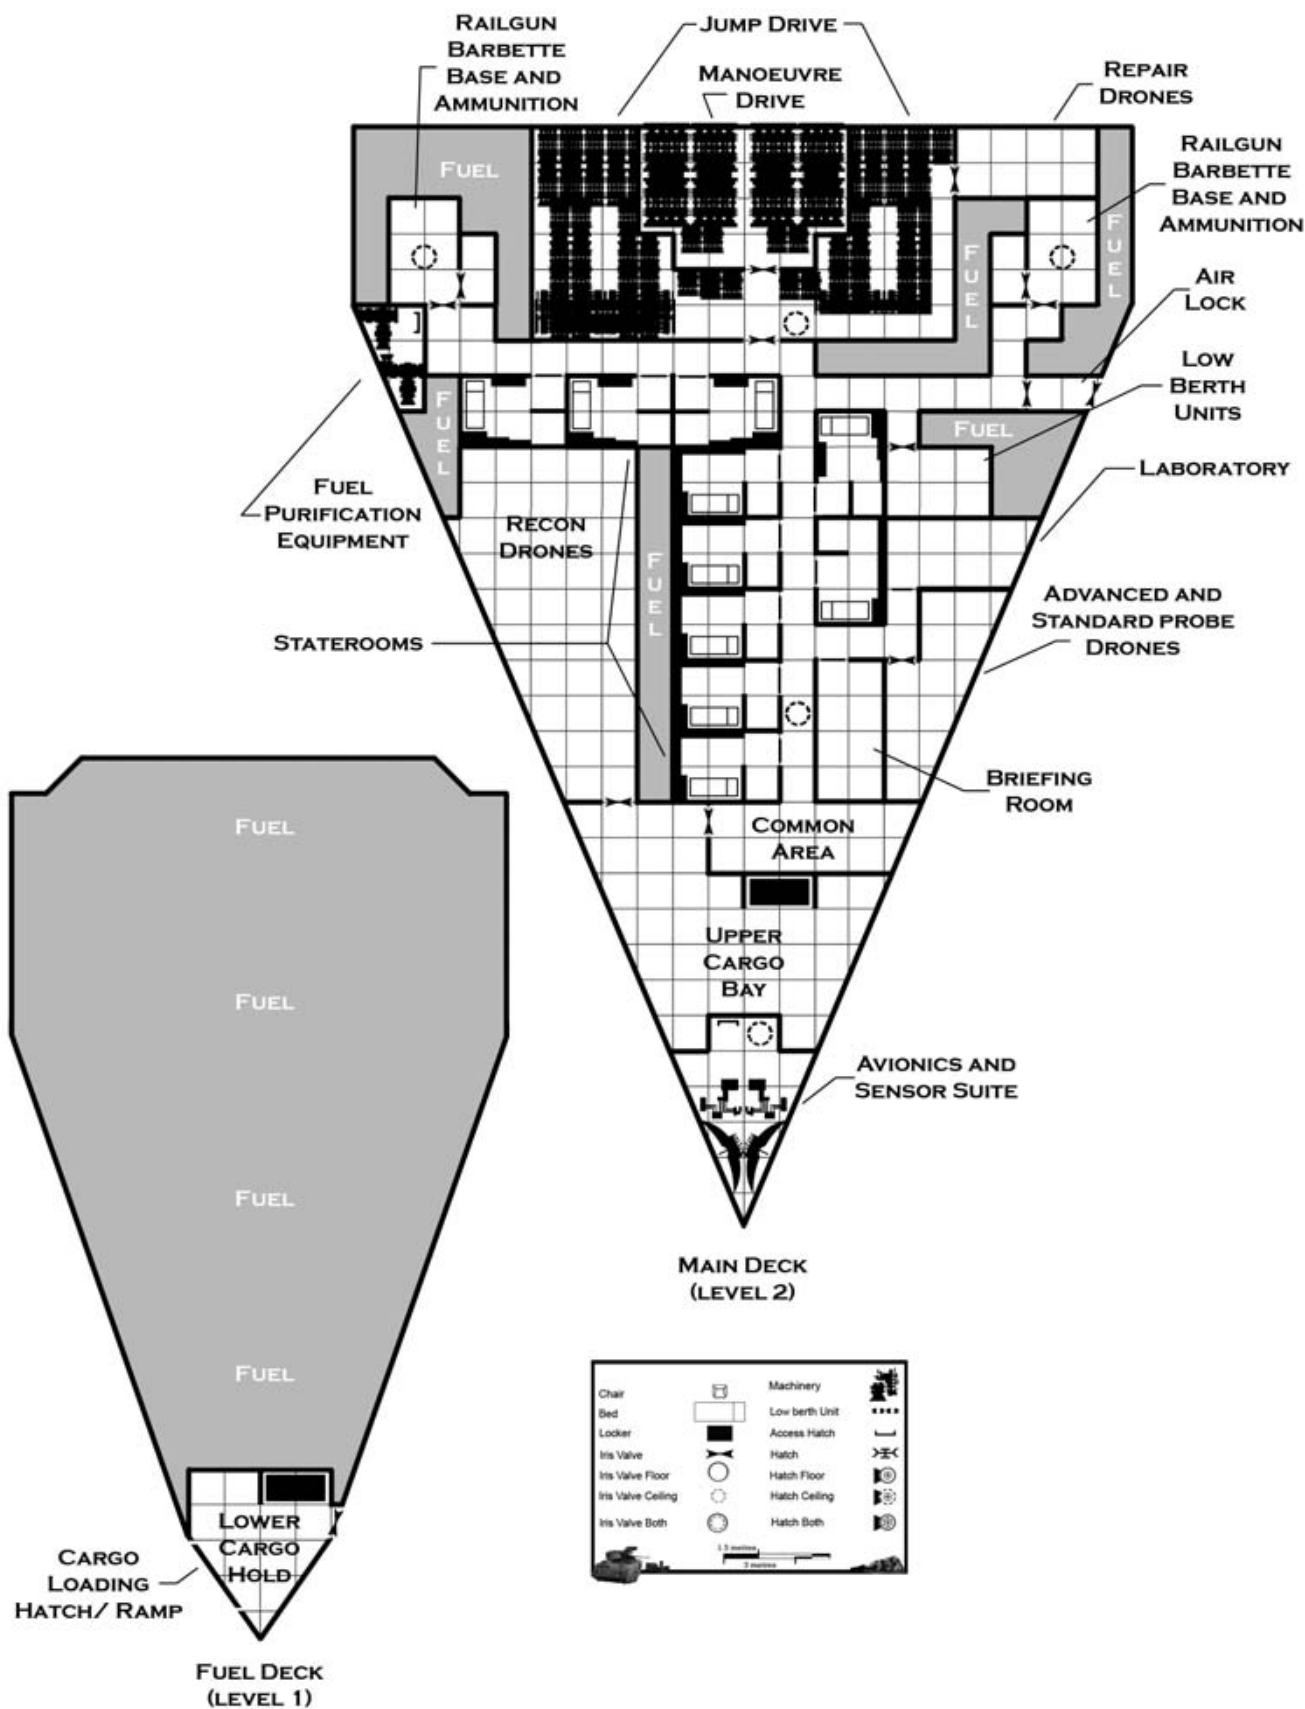 RAILGUN
BARBETTE
BASE AND
AMMUNITION
JUMP DRIVE
MANOEUVRE
DRIVE
REPAIR
DRONES
RAILGUN
BARBETTE
BASE AND
AMMUNITION
FUEL
FUEL
FUEL
AIR
LOCK
LOW
BERTH
UNITS
FUEL
FUEL
LABORATORY
FUEL
PURIFICATION
EQUIPMENT
RECON
DRONES
FUEL
STATEROOMS
ADVANCED AND
STANDARD PROBE
DRONES
BRIEFING
ROOM
COMMON
AREA
UPPER
CARGO
BAY
AVIONICS AND
SENSOR SUITE
MAIN DECK
(LEVEL 2)
FUEL
FUEL
FUEL
FUEL
LOWER
CARGO
HOLD
CARGO
LOADING
HATCH/ RAMP
FUEL DECK
(LEVEL 1)
Chair
Machinery
Bed
Low berth Unit
Locker
Access Hatch
Iris Valve
Hatch
Iris Valve Floor
Hatch Floor
Iris Valve Ceiling
Hatch Ceiling
Iris Valve Both
Hatch Both
1.5 metres
3 metres